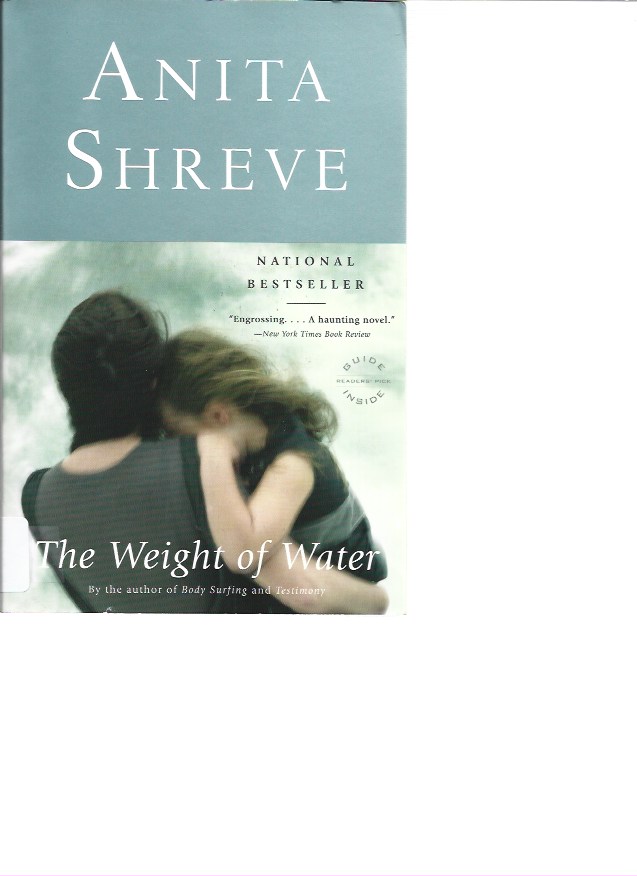 ANITA
SHREVE
NATIONAL
BESTSELLER
"Engrossing. . . . A haunting novel."
—New York Times Book Review
GUIDE
READERS' PICK
INSIDE
The Weight of Water
By the author of Body Surfing and Testimony